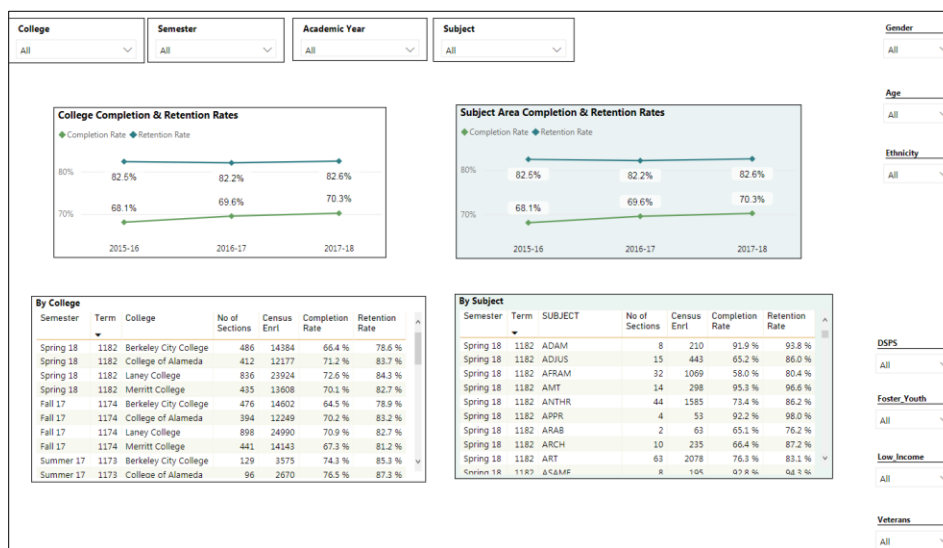 College Semester Academic Year Subject
All All All All
Gender
All
Age
All
Ethnicity
All
College Completion & Retention Rates
Completion Rate Retention Rate
80%
82.5% 82.2% 82.6%
70%
68.1% 69.6% 70.3%
2015-16 2016-17 2017-18
Subject Area Completion & Retention Rates
Completion Rate Retention Rate
80%
82.5% 82.2% 82.6%
70%
68.1% 69.6% 70.3%
2015-16 2016-17 2017-18
By College
Semester Term College No of Sections Census Enrl Completion Rate Retention Rate
Spring 18 1182 Berkeley City College 486 14384 66.4 % 78.6 %
Spring 18 1182 College of Alameda 412 12177 71.2 % 83.7 %
Spring 18 1182 Laney College 836 23924 72.6 % 84.3 %
Spring 18 1182 Merritt College 435 13608 70.1 % 82.7 %
Fall 17 1174 Berkeley City College 476 14602 64.5 % 78.9 %
Fall 17 1174 College of Alameda 394 12249 70.2 % 83.2 %
Fall 17 1174 Laney College 898 24990 70.9 % 82.7 %
Fall 17 1174 Merritt College 441 14143 67.3 % 81.2 %
Summer 17 1173 Berkeley City College 129 3575 74.3 % 85.3 %
Summer 17 1173 College of Alameda 96 2670 76.5 % 87.3 %
By Subject
Semester Term SUBJECT No of Sections Census Enrl Completion Rate Retention Rate
Spring 18 1182 ADAM 8 210 91.9 % 93.8 %
Spring 18 1182 ADJUS 15 443 65.2 % 86.0 %
Spring 18 1182 AFRAM 32 1069 58.0 % 80.4 %
Spring 18 1182 AMT 14 298 95.3 % 96.6 %
Spring 18 1182 ANTHR 44 1585 73.4 % 86.2 %
Spring 18 1182 APPR 4 53 92.2 % 98.0 %
Spring 18 1182 ARAB 2 63 65.1 % 76.2 %
Spring 18 1182 ARCH 10 235 66.4 % 87.2 %
Spring 18 1182 ART 63 2078 76.3 % 83.1 %
Spring 18 1182 ASAME 8 195 92.8 % 94.3 %
DSPS
All
Foster_Youth
All
Low_Income
All
Veterans
All